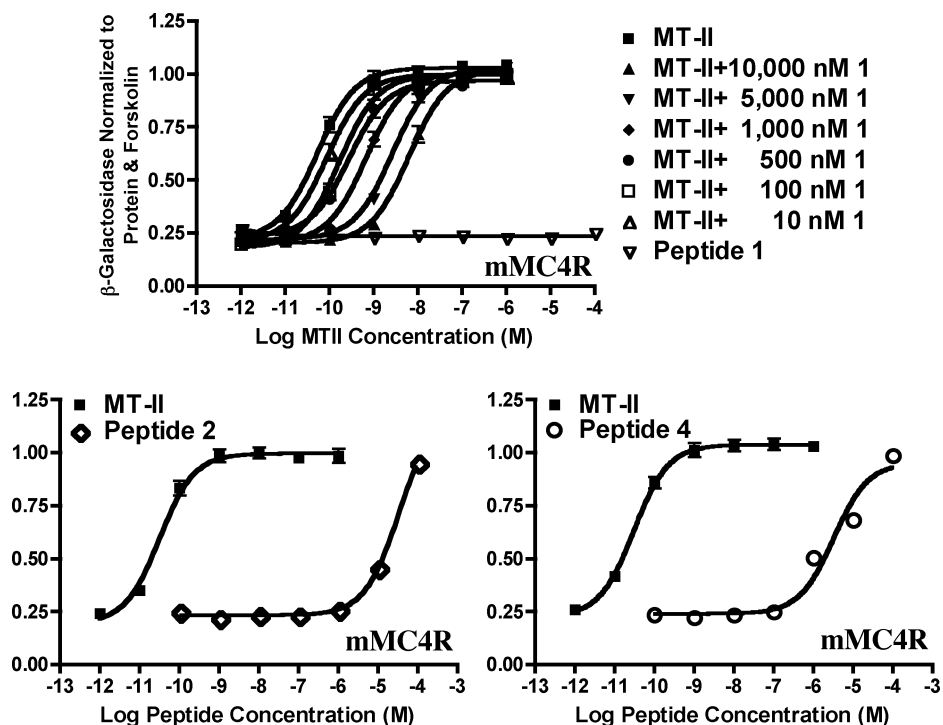 β-Galactosidase Normalized to
Protein & Forskolin
1.25
1.00
0.75
0.50
0.25
0.00
-13 -12 -11 -10 -9 -8 -7 -6 -5 -4
Log MTII Concentration (M)
mMC4R
MT-II
MT-II+10,000 nM 1
MT-II+ 5,000 nM 1
MT-II+ 1,000 nM 1
MT-II+ 500 nM 1
MT-II+ 100 nM 1
MT-II+ 10 nM 1
Peptide 1
1.25
1.00
0.75
0.50
0.25
0.00
MT-II
Peptide 2
mMC4R
-13 -12 -11 -10 -9 -8 -7 -6 -5 -4 -3
Log Peptide Concentration (M)
1.25
1.00
0.75
0.50
0.25
0.00
MT-II
Peptide 4
mMC4R
-13 -12 -11 -10 -9 -8 -7 -6 -5 -4 -3
Log Peptide Concentration (M)